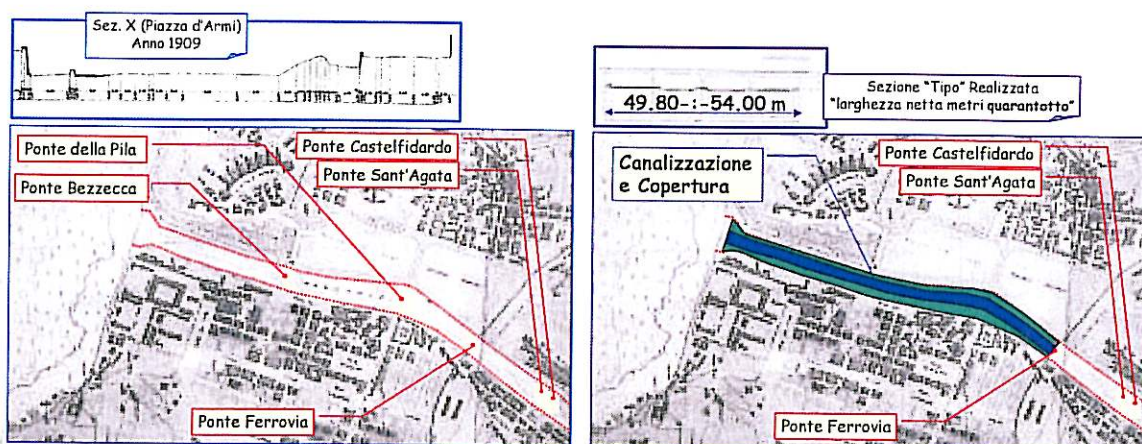 Sez. X (Piazza d'Armi)
Anno 1909
Ponte della Pila
Ponte Bezzecca
Ponte Castelfidardo
Ponte Sant'Agata
Ponte Ferrovia
49.80-:-54.00 m
Sezione "Tipo" Realizzata
"larghezza netta metri quarantotto"
Canalizzazione
e Copertura
Ponte Castelfidardo
Ponte Sant'Agata
Ponte Ferrovia